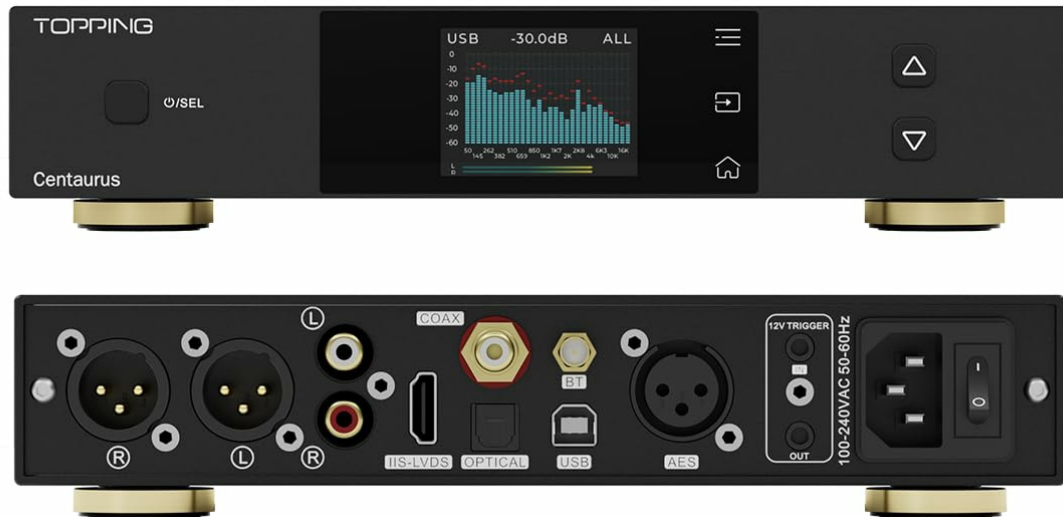 TOPPING
⏻/SEL
Centaurus
USB -30.0dB ALL
0
-10
-20
-30
-40
-50
-60
50 262 510 850 1K7 2K8 6K3 16K
145 382 659 1K2 2K 4k 10K
L
R
L
COAX
12V TRIGGER
IN
BT
100-240VAC 50-60Hz
I
O
R
L
R
IIS-LVDS
OPTICAL
USB
AES
OUT